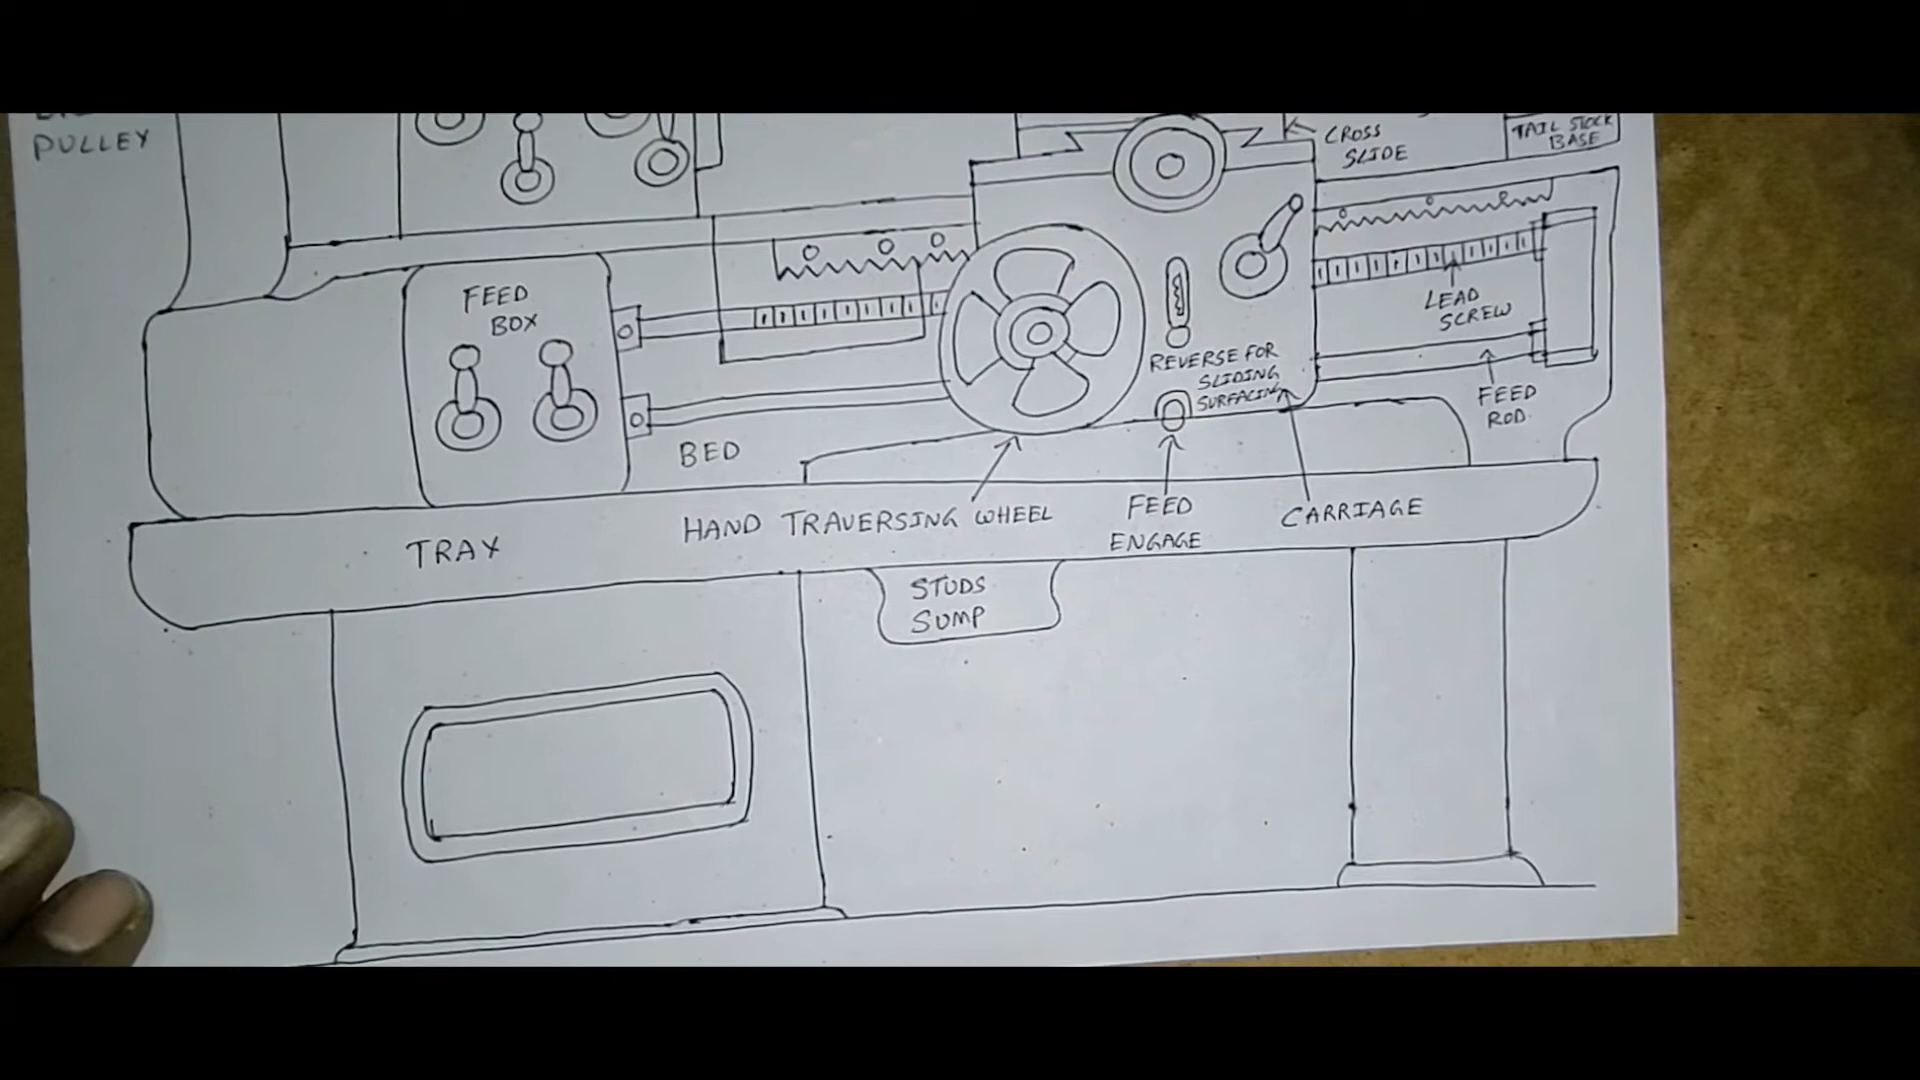 PULLEY
CROSS
SLIDE
TAIL STOCK
BASE
FEED
BOX
LEAD
SCREW
REVERSE FOR
SLIDING
SURFACING
FEED
ROD
BED
HAND TRAVERSING WHEEL
FEED
ENGAGE
CARRIAGE
TRAY
STUDS
SUMP